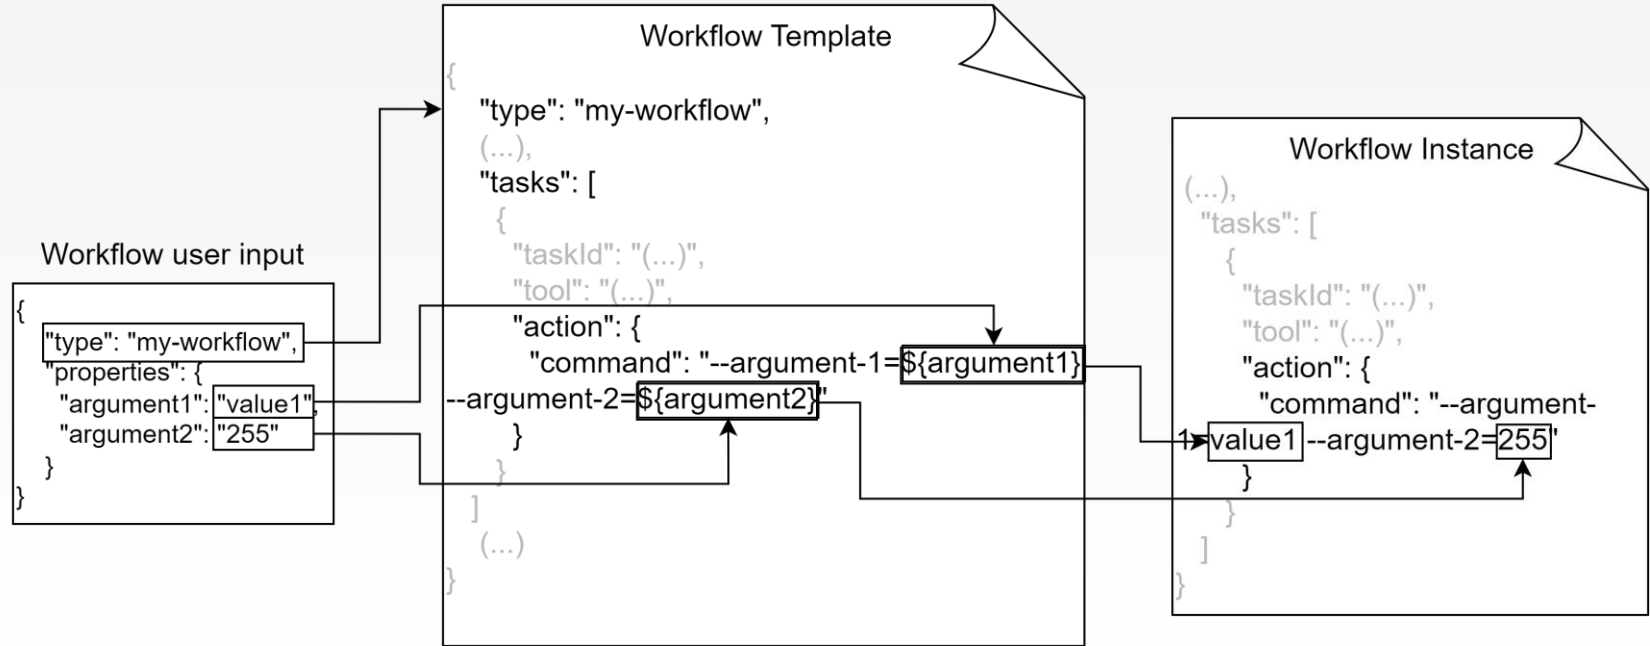 Workflow user input
{
"type": "my-workflow",
"properties": {
"argument1": "value1",
"argument2": "255"
}
}
Workflow Template
{
"type": "my-workflow",
(...),
"tasks": [
{
"taskId": "(...)",
"tool": "(...)",
"action": {
"command": "--argument-1=${argument1}
--argument-2=${argument2}"
}
}
]
(...)
}
Workflow Instance
(...),
"tasks": [
{
"taskId": "(...)",
"tool": "(...)",
"action": {
"command": "--argument-
1=value1 --argument-2=255"
}
}
]
}